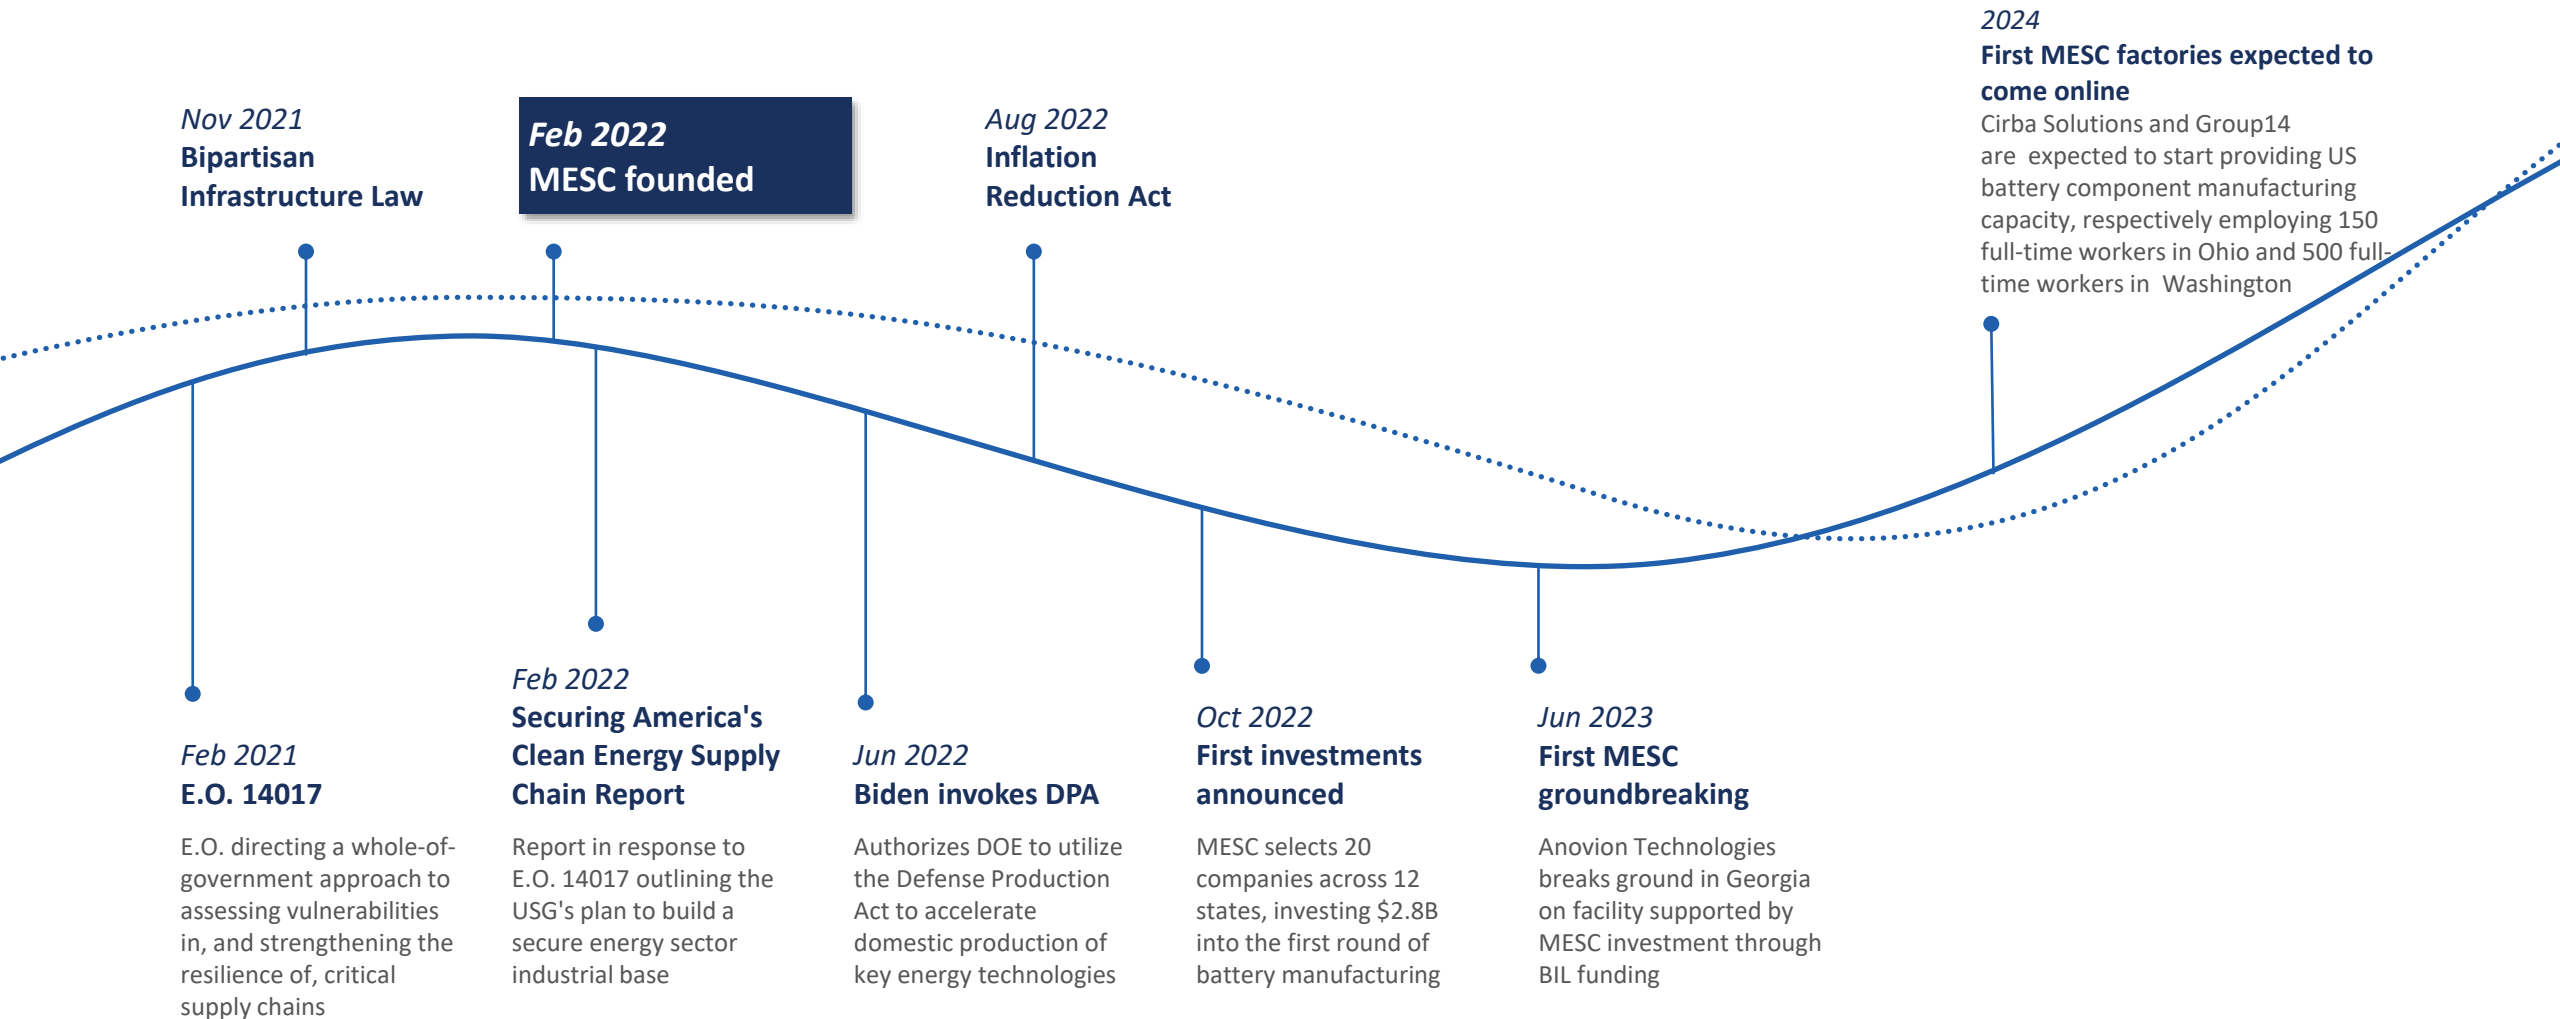 2024
First MESC factories expected to
come online
Cirba Solutions and Group14
are  expected to start providing US
battery component manufacturing
capacity, respectively employing 150
full-time workers in Ohio and 500 full-
time workers in  Washington
Nov 2021
Bipartisan
Infrastructure Law
Feb 2022
MESC founded
Aug 2022
Inflation
Reduction Act
Feb 2021
E.O. 14017
E.O. directing a whole-of-
government approach to
assessing vulnerabilities
in, and strengthening the
resilience of, critical
supply chains
Feb 2022
Securing America's
Clean Energy Supply
Chain Report
Report in response to
E.O. 14017 outlining the
USG's plan to build a
secure energy sector
industrial base
Jun 2022
Biden invokes DPA
Authorizes DOE to utilize
the Defense Production
Act to accelerate
domestic production of
key energy technologies
Oct 2022
First investments
announced
MESC selects 20
companies across 12
states, investing $2.8B
into the first round of
battery manufacturing
Jun 2023
First MESC
groundbreaking
Anovion Technologies
breaks ground in Georgia
on facility supported by
MESC investment through
BIL funding